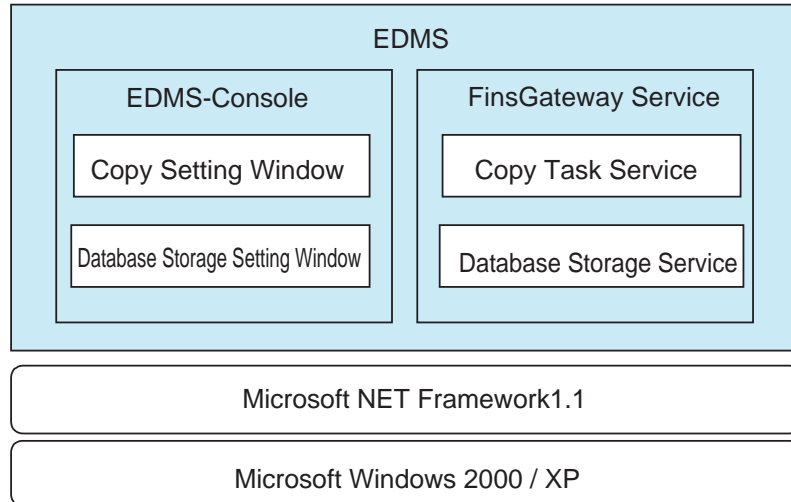 EDMS
EDMS-Console
Copy Setting Window
Database Storage Setting Window
FinsGateway Service
Copy Task Service
Database Storage Service
Microsoft NET Framework1.1
Microsoft Windows 2000 / XP